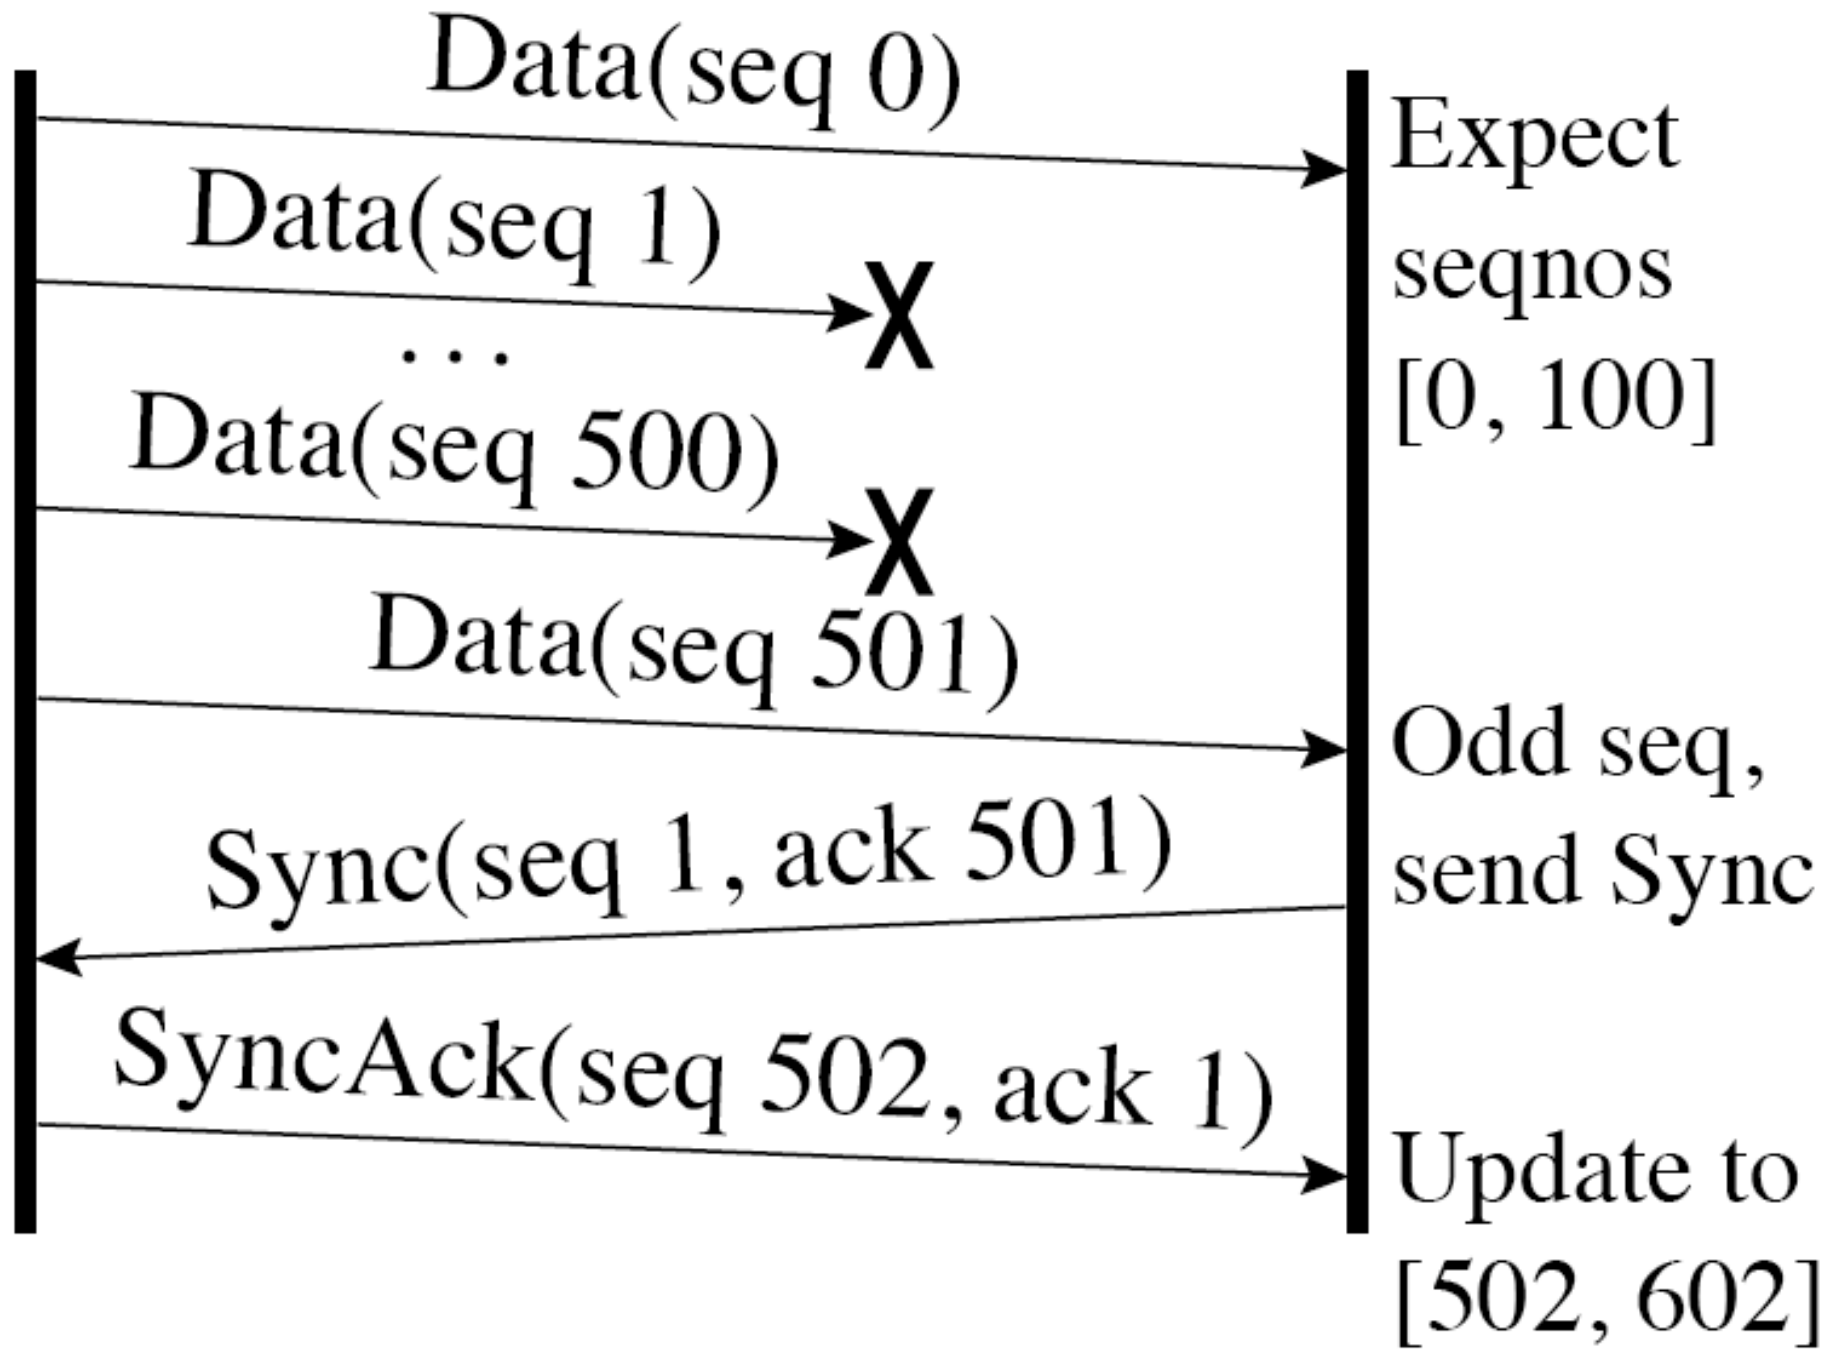 Data(seq 0)
Expect
seqnos
[0, 100]
Data(seq 1)
X
...
Data(seq 500)
X
Data(seq 501)
Odd seq,
send Sync
Sync(seq 1, ack 501)
SyncAck(seq 502, ack 1)
Update to
[502, 602]